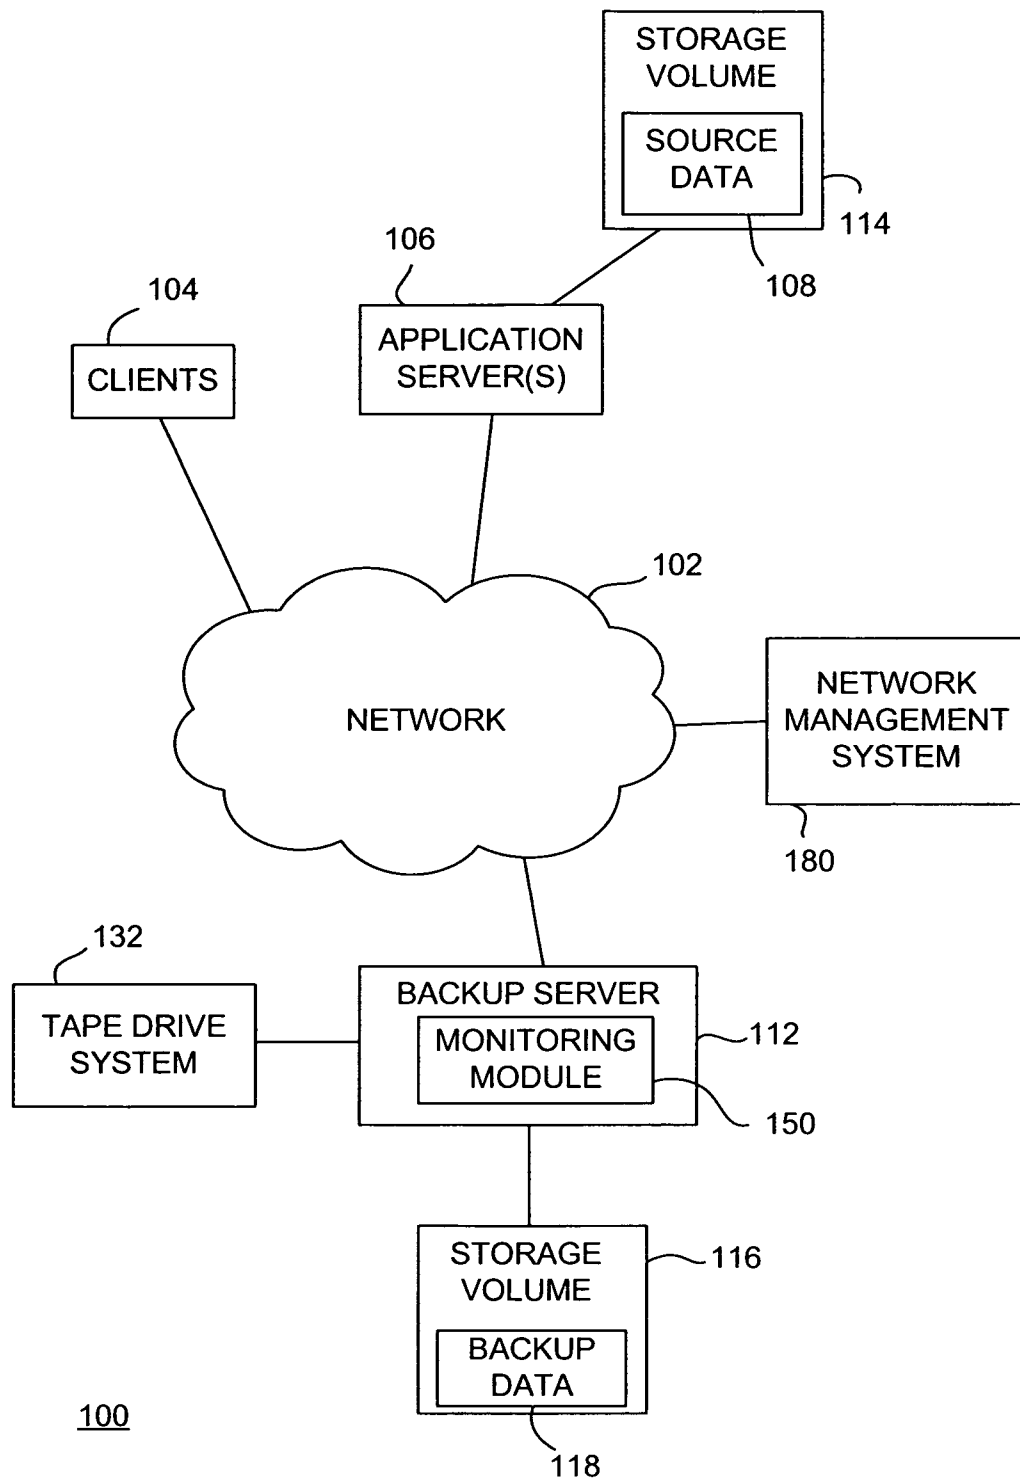 STORAGE
VOLUME
SOURCE
DATA
114
108
106
APPLICATION
SERVER(S)
104
CLIENTS
102
NETWORK
NETWORK
MANAGEMENT
SYSTEM
180
132
TAPE DRIVE
SYSTEM
BACKUP SERVER
MONITORING
MODULE
112
150
STORAGE
VOLUME
116
BACKUP
DATA
118
100